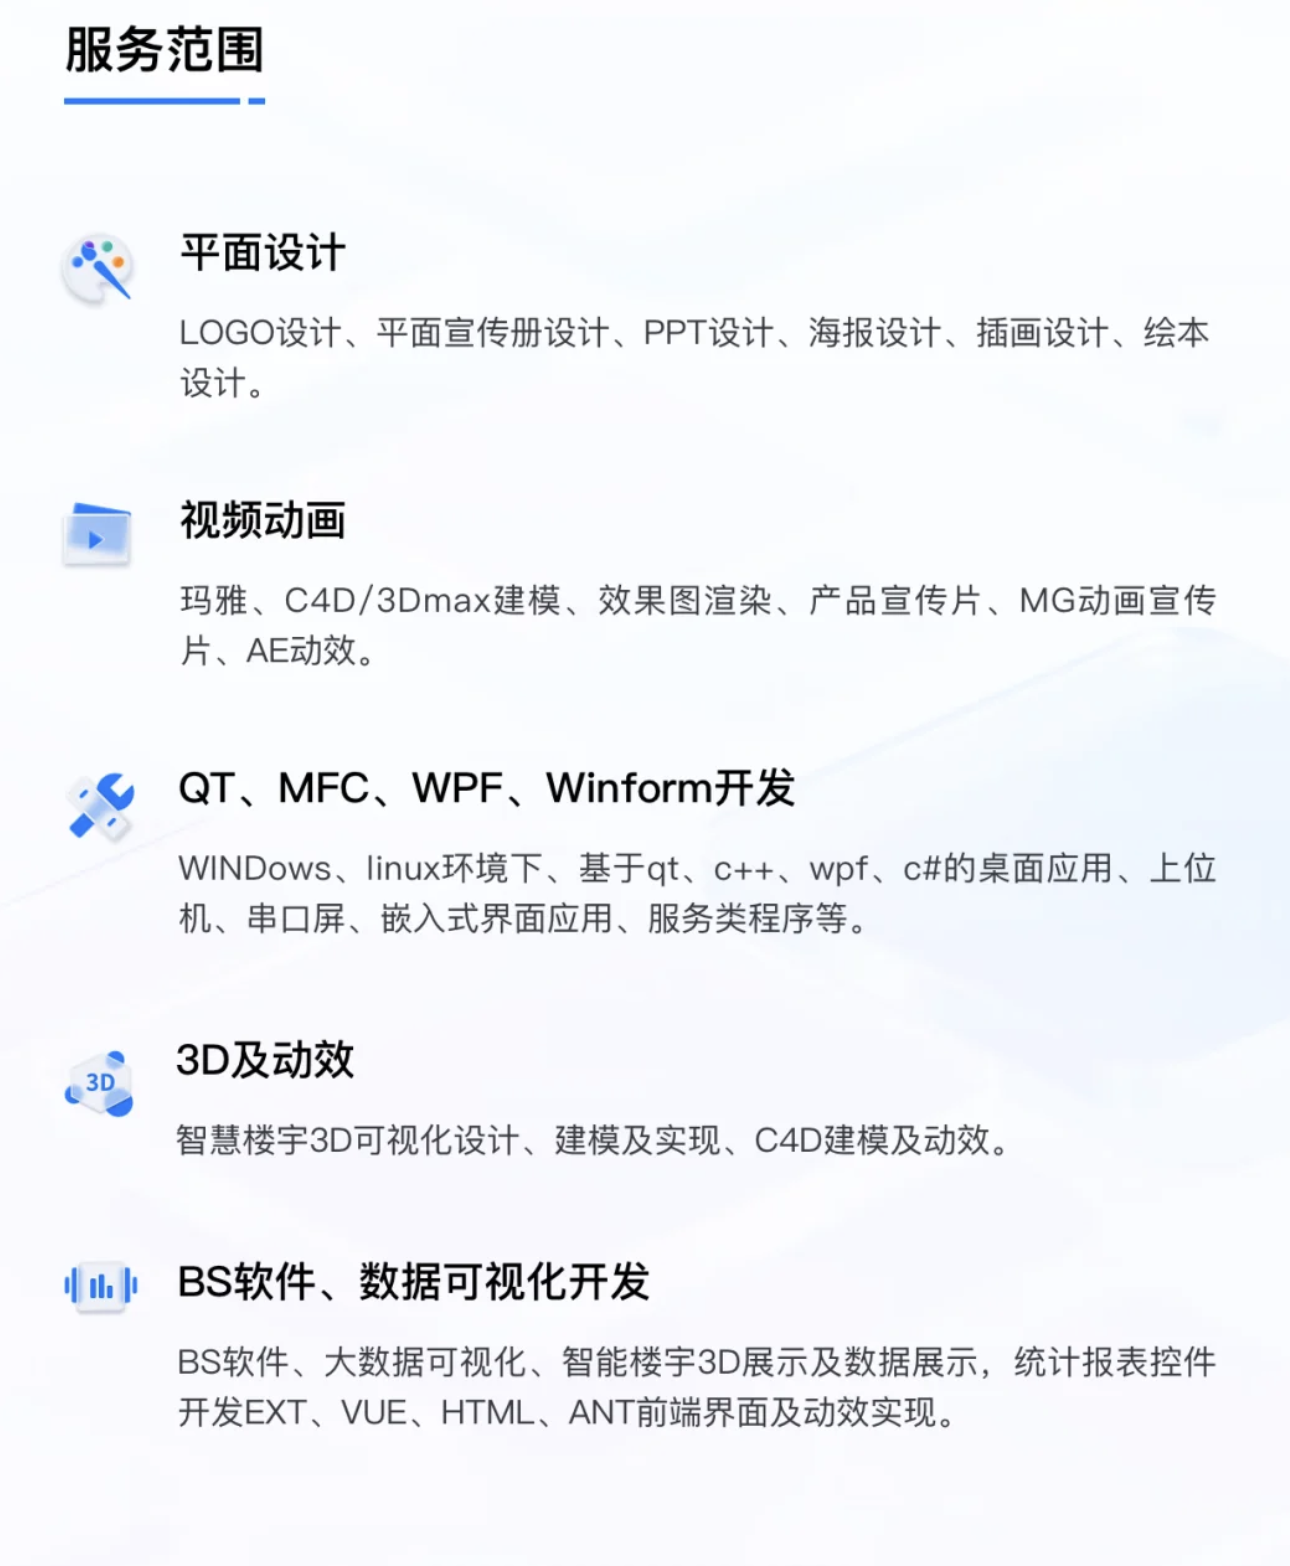 服务范围
平面设计
LOGO设计、平面宣传册设计、PPT设计、海报设计、插画设计、绘本
设计。
视频动画
玛雅、C4D/3Dmax建模、效果图渲染、产品宣传片、MG动画宣传
片、AE动效。
QT、MFC、WPF、Winform开发
WINDows、linux环境下、基于qt、c++、wpf、c#的桌面应用、上位
机、串口屏、嵌入式界面应用、服务类程序等。
3D及动效
3D
智慧楼宇3D可视化设计、建模及实现、C4D建模及动效。
BS软件、数据可视化开发
BS软件、大数据可视化、智能楼宇3D展示及数据展示，统计报表控件
开发EXT、VUE、HTML、ANT前端界面及动效实现。